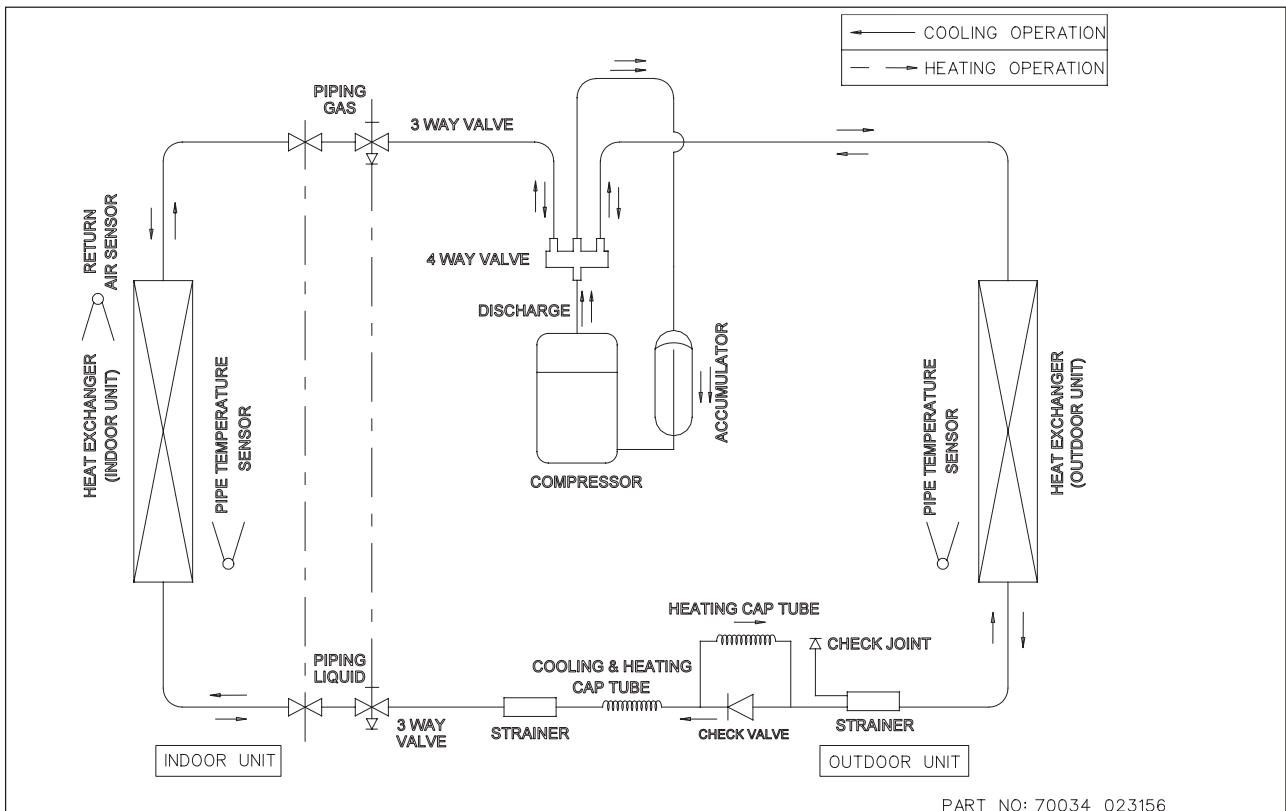 COOLING OPERATION
HEATING OPERATION
PIPING
GAS
3 WAY VALVE
RETURN
AIR SENSOR
4 WAY VALVE
DISCHARGE
HEAT EXCHANGER
(INDOOR UNIT)
PIPE TEMPERATURE
SENSOR
ACCUMULATOR
COMPRESSOR
PIPE TEMPERATURE
SENSOR
HEAT EXCHANGER
(OUTDOOR UNIT)
HEATING CAP TUBE
CHECK JOINT
PIPING
LIQUID
COOLING & HEATING
CAP TUBE
3 WAY
VALVE
STRAINER
CHECK VALVE
STRAINER
INDOOR UNIT
OUTDOOR UNIT
PART NO: 70034_023156